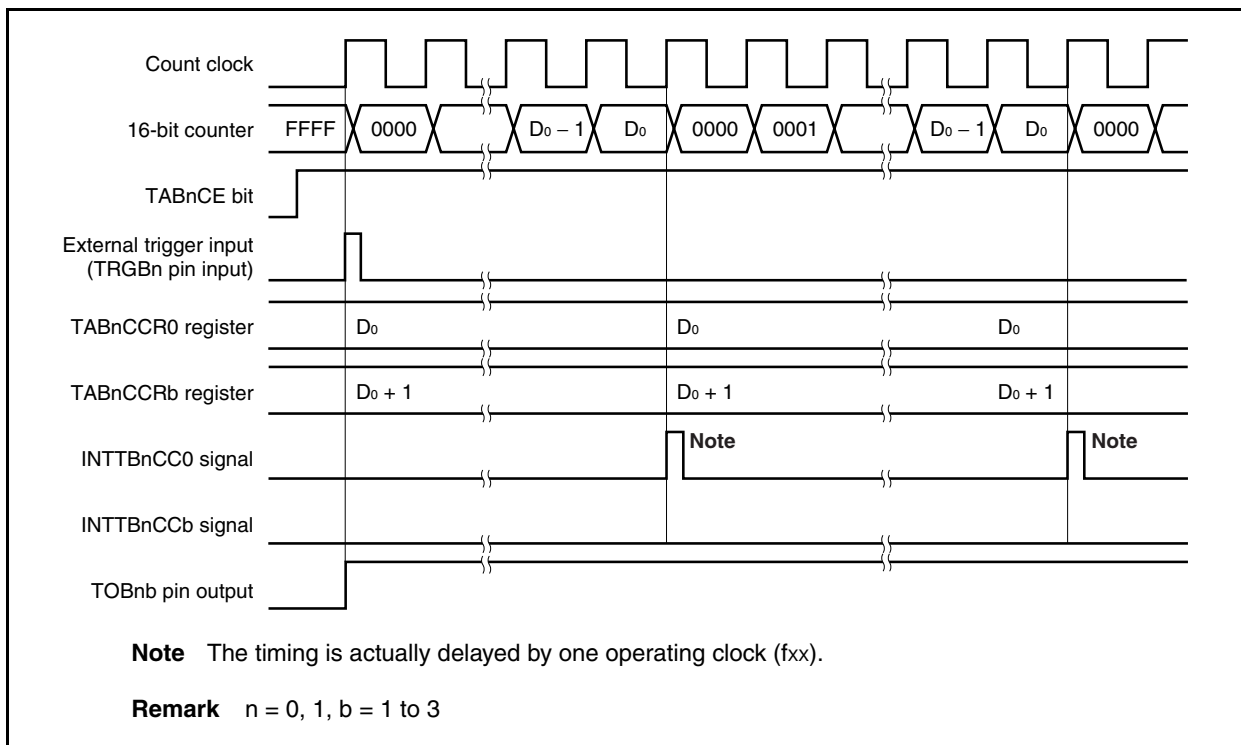 Count clock
16-bit counter FFFF 0000 D0 − 1 D0 0000 0001 D0 − 1 D0 0000
TABnCE bit
External trigger input
(TRGBn pin input)
TABnCCR0 register D0 D0 D0
TABnCCRb register D0 + 1 D0 + 1 D0 + 1
INTTBnCC0 signal Note Note
INTTBnCCb signal
TOBnb pin output
Note The timing is actually delayed by one operating clock (fxx).
Remark n = 0, 1, b = 1 to 3